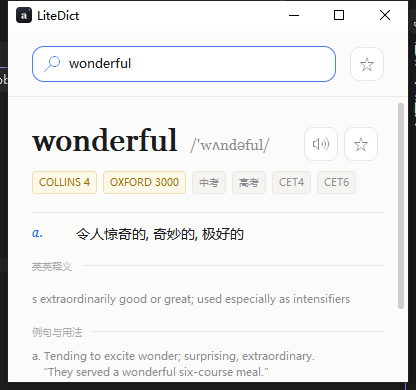 LiteDict
wonderful
wonderful /ˈwʌndəful/
COLLINS 4 OXFORD 3000 中考 高考 CET4 CET6
a. 令人惊奇的, 奇妙的, 极好的
英英释义
s extraordinarily good or great; used especially as intensifiers
例句与用法
a. Tending to excite wonder; surprising, extraordinary.
“They served a wonderful six-course meal.”